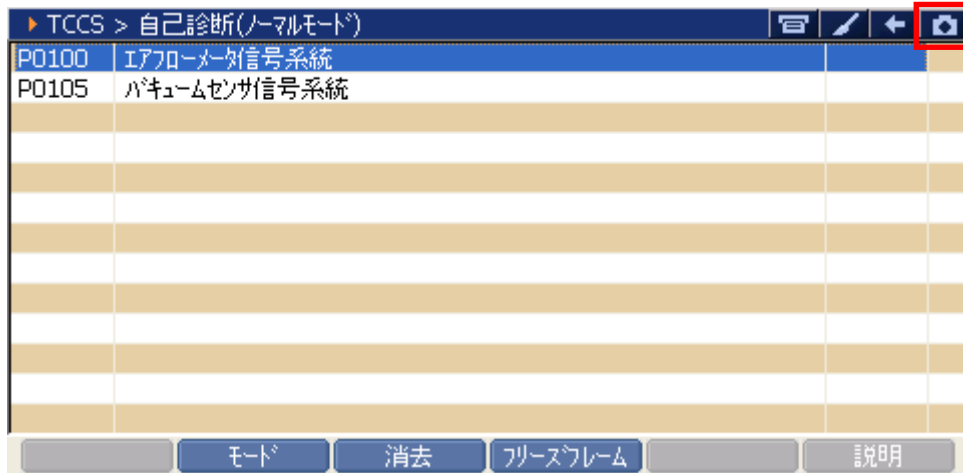 TCCS > 自己診断(ﾉｰﾏﾙﾓｰﾄﾞ)
P0100 ｴｱﾌﾛｰﾒｰﾀ信号系統
P0105 ﾊﾞｷｭｰﾑｾﾝｻ信号系統
ﾓｰﾄﾞ 消去 ﾌﾘｰｽﾞﾌﾚｰﾑ 説明